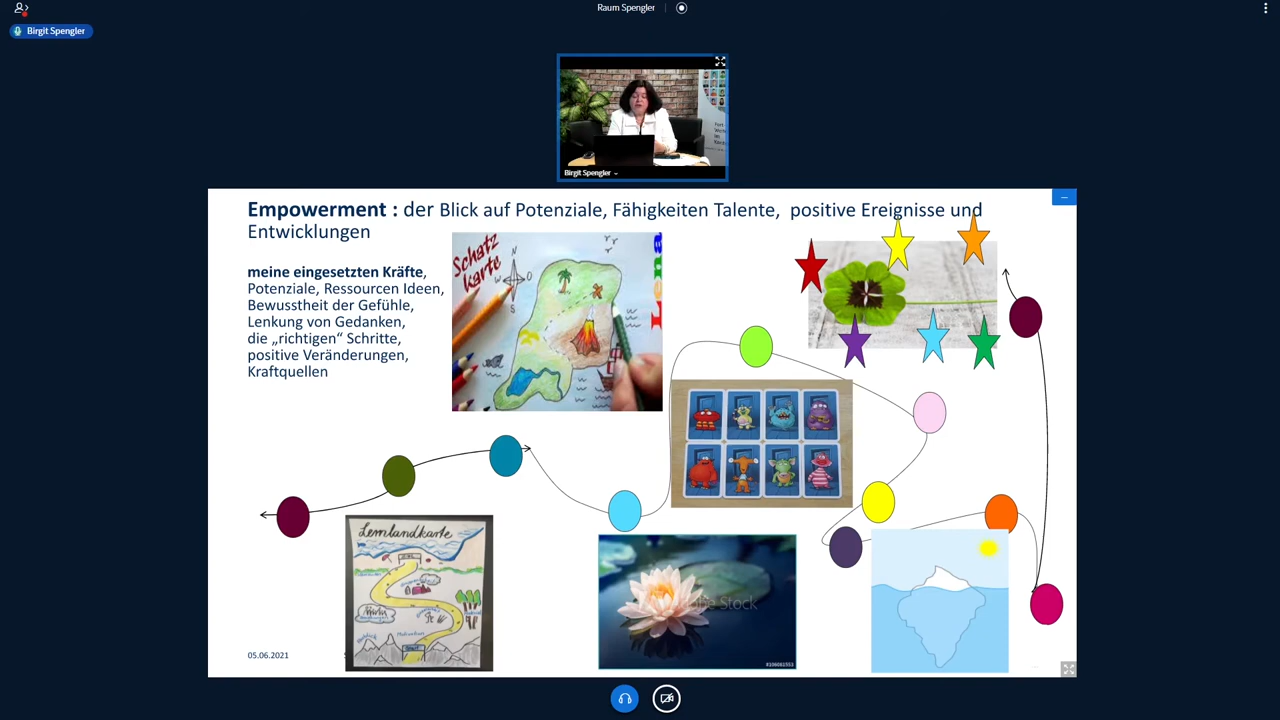 Raum Spengler
Birgit Spengler
Birgit Spengler
Empowerment : der Blick auf Potenziale, Fähigkeiten Talente, positive Ereignisse und
Entwicklungen
meine eingesetzten Kräfte,
Potenziale, Ressourcen Ideen,
Bewusstheit der Gefühle,
Lenkung von Gedanken,
die „richtigen“ Schritte,
positive Veränderungen,
Kraftquellen
Schatz
karte
N
W
O
S
Lernlandkarte
Stock
#106081553
05.06.2021